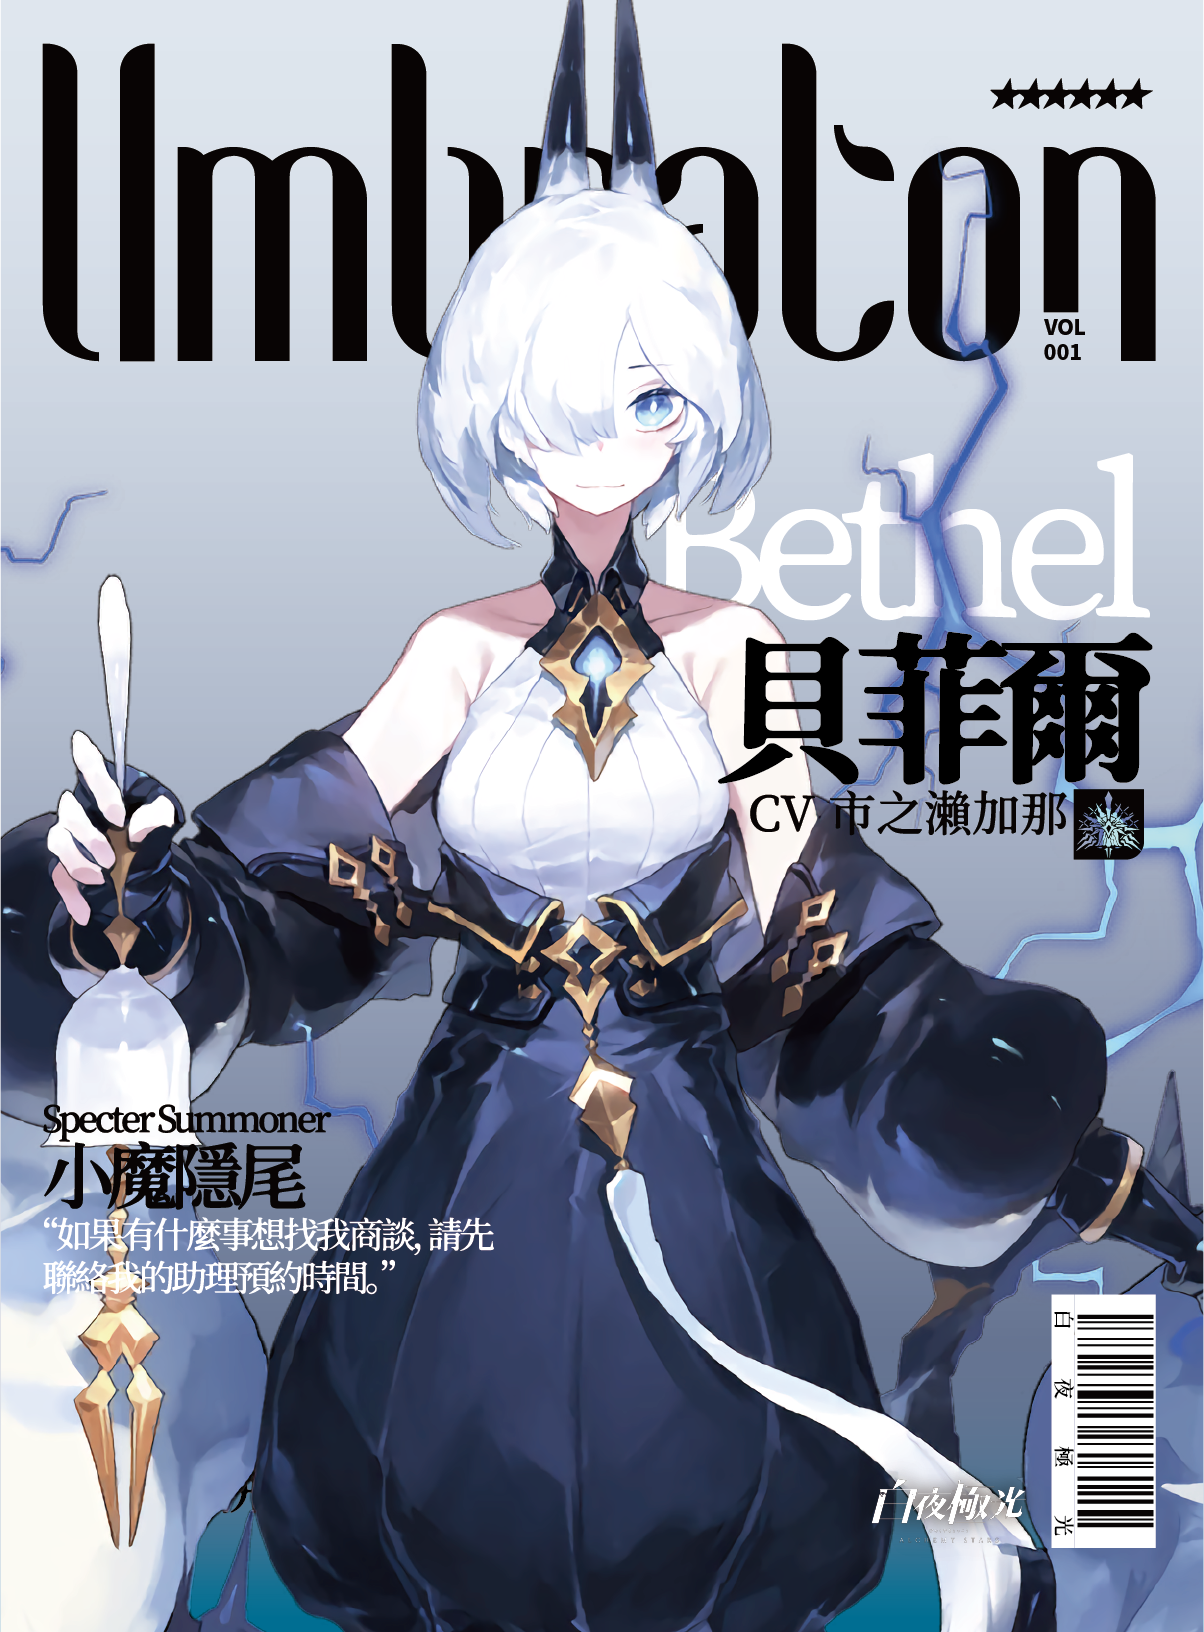 Umbraton
VOL
001
Bethel
貝菲爾
CV 市之瀨加那
Specter Summoner
小魔隱尾
“如果有什麼事想找我商談, 請先
聯絡我的助理預約時間。”
白夜極光
白夜極光